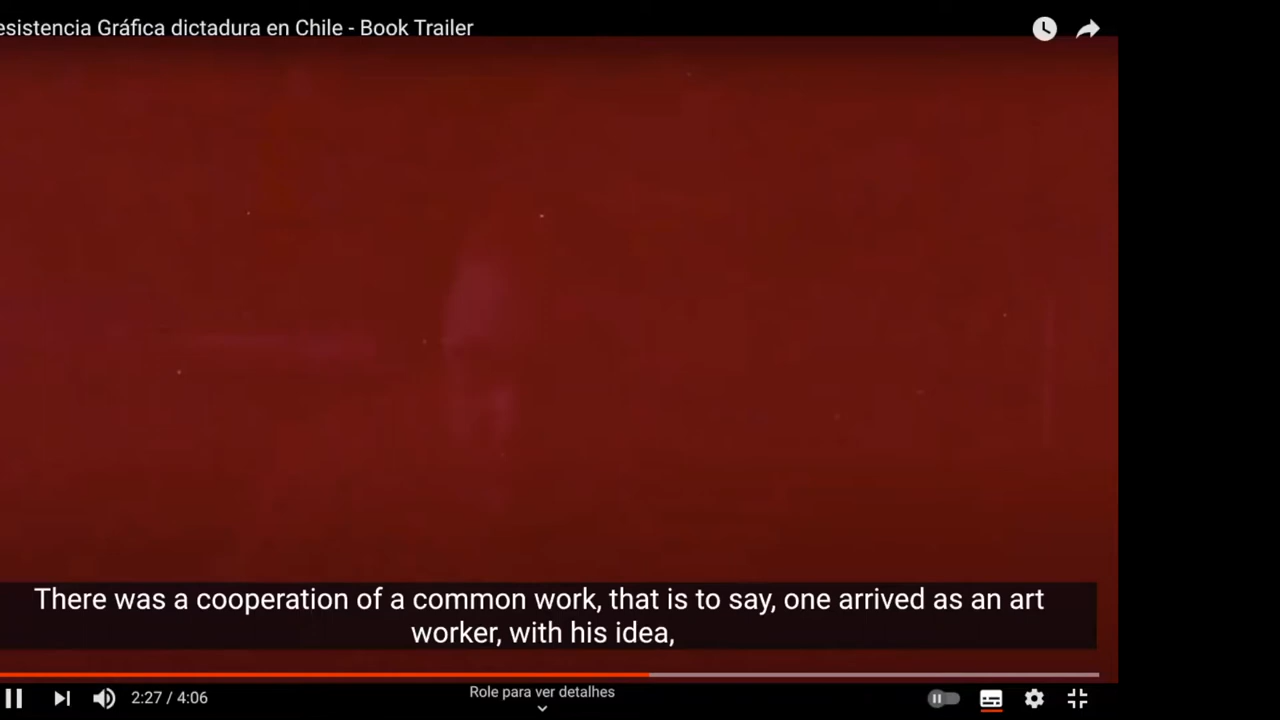 esistencia Gráfica dictadura en Chile - Book Trailer
There was a cooperation of a common work, that is to say, one arrived as an art
worker, with his idea,
2:27 / 4:06
Role para ver detalhes